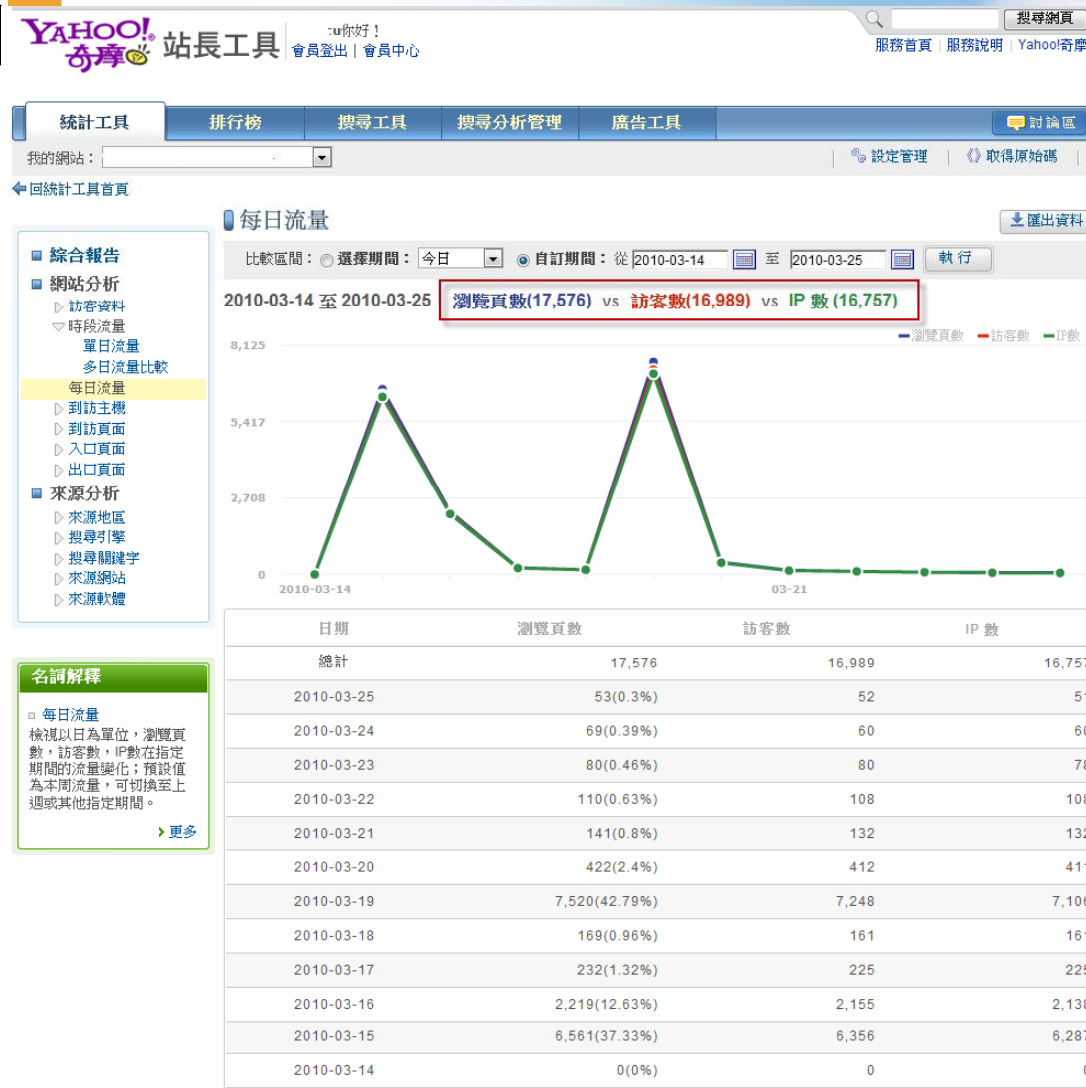 YAHOO!
奇摩
站長工具
:u你好！
會員登出 | 會員中心
搜尋網頁
服務首頁 | 服務說明 | Yahoo!奇摩
統計工具 排行榜 搜尋工具 搜尋分析管理 廣告工具 討論區
我的網站： 設定管理 取得原始碼
回統計工具首頁
每日流量 匯出資料
比較區間： 選擇期間： 今日 自訂期間： 從 2010-03-14 至 2010-03-25 執行
2010-03-14 至 2010-03-25 瀏覽頁數(17,576) vs 訪客數(16,989) vs IP 數 (16,757)
綜合報告
網站分析
訪客資料
時段流量
單日流量
多日流量比較
每日流量
到訪主機
到訪頁面
入口頁面
出口頁面
來源分析
來源地區
搜尋引擎
搜尋關鍵字
來源網站
來源軟體
名詞解釋
每日流量
檢視以日為單位，瀏覽頁
數，訪客數，IP數在指定
期間的流量變化；預設值
為本周流量，可切換至上
週或其他指定期間。
更多
瀏覽頁數 訪客數 IP數
8,125
5,417
2,708
0
2010-03-14 03-21
日期 瀏覽頁數 訪客數 IP 數
總計 17,576 16,989 16,757
2010-03-25 53(0.3%) 52
2010-03-24 69(0.39%) 60 60
2010-03-23 80(0.46%) 80 78
2010-03-22 110(0.63%) 108 108
2010-03-21 141(0.8%) 132 132
2010-03-20 422(2.4%) 412 411
2010-03-19 7,520(42.79%) 7,248 7,106
2010-03-18 169(0.96%) 161 161
2010-03-17 232(1.32%) 225 225
2010-03-16 2,219(12.63%) 2,155 2,138
2010-03-15 6,561(37.33%) 6,356 6,287
2010-03-14 0(0%) 0 0